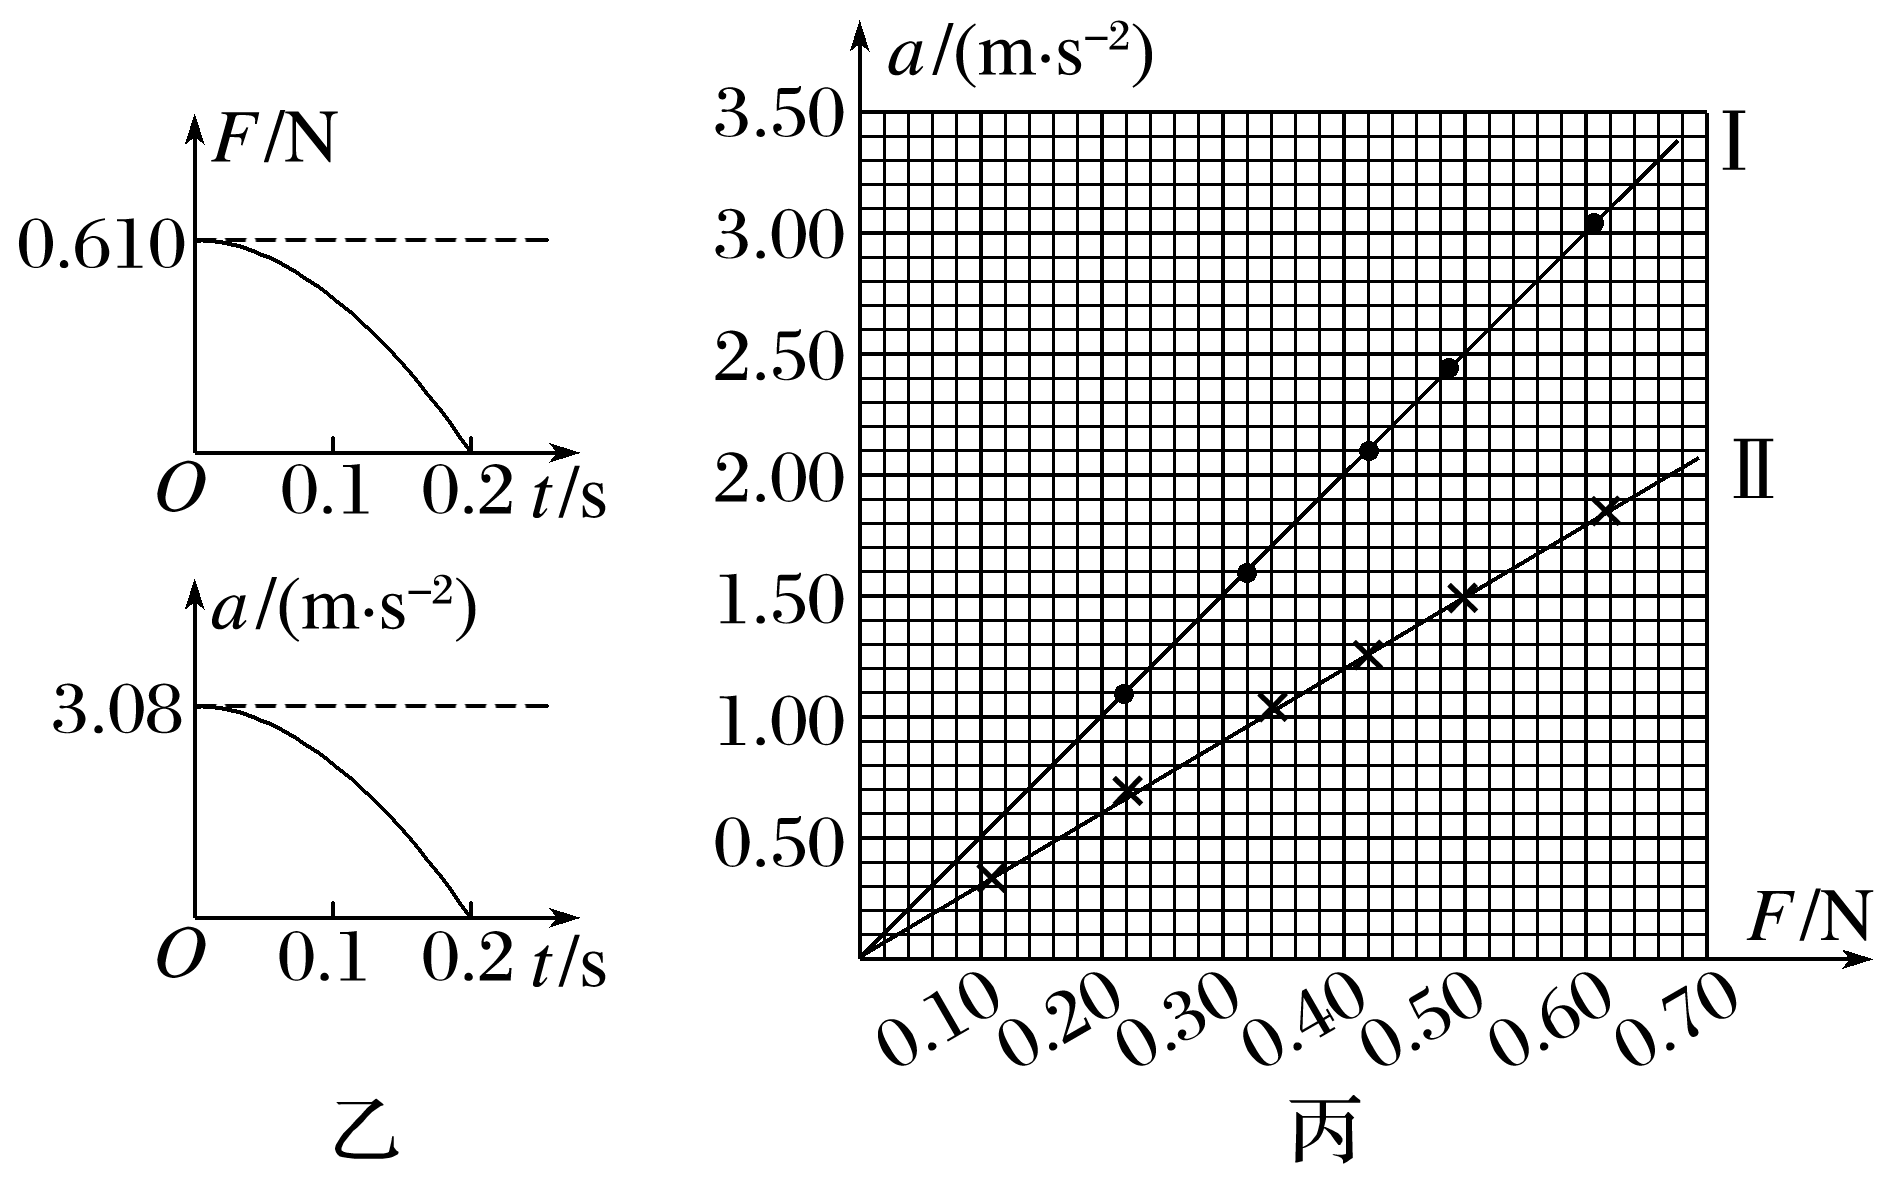 F/N
0.610
O
0.1
0.2
t/s
a/(m·s⁻²)
3.08
O
0.1
0.2
t/s
乙
a/(m·s⁻²)
3.50
3.00
2.50
2.00
1.50
1.00
0.50
Ⅰ
Ⅱ
F/N
0.10
0.20
0.30
0.40
0.50
0.60
0.70
丙